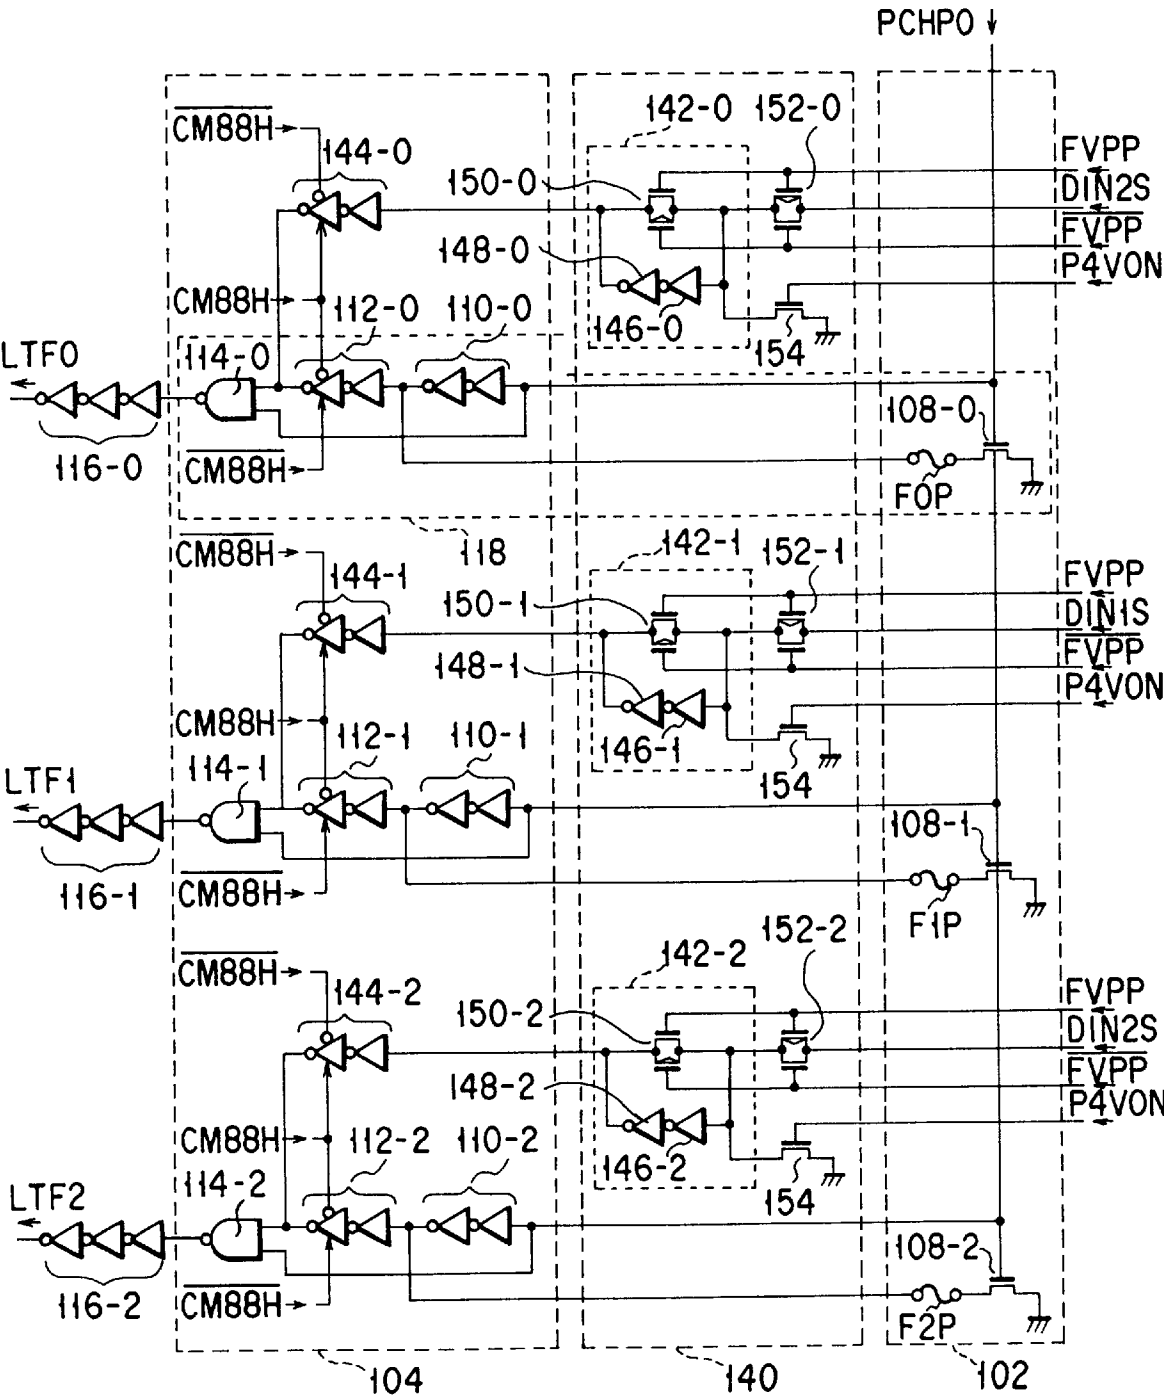 PCHP0
142-0 152-0
CM88H
144-0
FVPP
150-0
DIN2S
FVPP
148-0
P4VON
CM88H
112-0 110-0
146-0
154
LTF0
114-0
108-0
116-0
CM88H
F0P
118
CM88H
142-1 152-1
144-1
FVPP
150-1
DIN1S
FVPP
148-1
P4VON
CM88H
112-1 110-1
146-1
154
LTF1
114-1
108-1
116-1
CM88H
F1P
152-2
CM88H
142-2
144-2
FVPP
150-2
DIN2S
FVPP
148-2
P4VON
CM88H
112-2 110-2
146-2
154
LTF2
114-2
108-2
116-2
CM88H
F2P
104
140
102